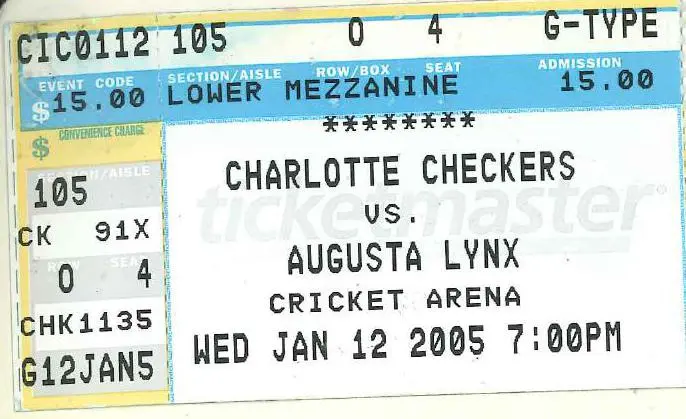 CIC0112 105 0 4 G-TYPE
EVENT CODE SECTION/AISLE ROW/BOX SEAT ADMISSION
$ 15.00 LOWER MEZZANINE 15.00
$ CONVENIENCE CHARGE
********
SECTION/AISLE
105
CK 91X
ROW SEAT
0 4
CHK1135
G12JAN5
CHARLOTTE CHECKERS
VS.
AUGUSTA LYNX
CRICKET ARENA
WED JAN 12 2005 7:00PM
ticketmaster®